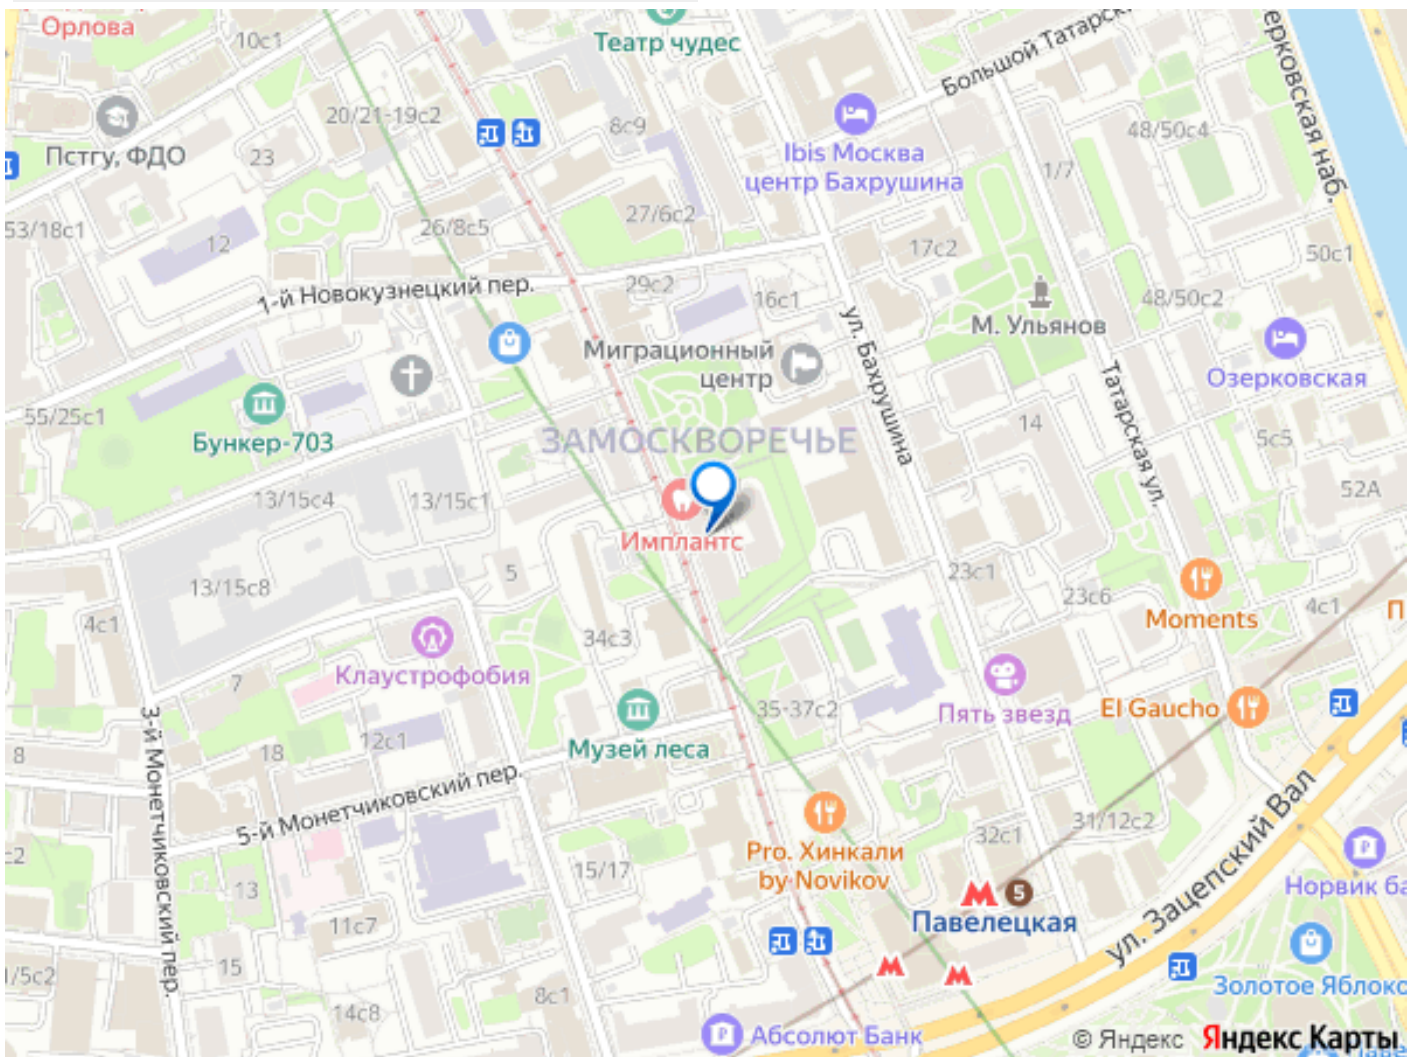 Орлова
10с1
Театр чудес
Большой Татарск
ерковская наб.
20/21-19с2
8с9
48/50с4
Пстгу, ФДО
23
Ibis Москва
центр Бахрушина
1/7
53/18с1
12
26/8с5
27/6с2
17с2
50с1
1-й Новокузнецкий пер.
29с2
16с1
48/50с2
М. Ульянов
ул. Бахрушина
Миграционный
центр
Озерковская
Татарская ул.
55/25с1
Бункер-703
ЗАМОСКВОРЕЧЬЕ
14
5с5
13/15с4
13/15с1
52А
Имплантс
5
23с1
13/15с8
23с6
4с1
Moments
П
4с1
34с3
Клаустрофобия
7
35-37с2
Пять звезд
El Gaucho
3-й Монетчиковский пер.
12с1
Музей леса
18
8
5-й Монетчиковский пер.
ул. Зацепский Вал
31/12с2
32с1
с2
Pro. Хинкали
by Novikov
15/17
13
5
Норвик ба
Павелецкая
11с7
15
1/5с2
Золотое Яблоко
8с1
14с8
Абсолют Банк
© Яндекс Яндекс Карты